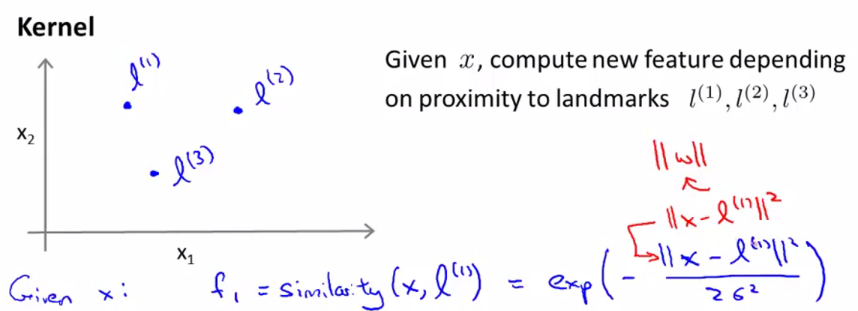 Kernel
l⁽¹⁾
l⁽²⁾
x₂
l⁽³⁾
x₁
Given x, compute new feature depending
on proximity to landmarks l⁽¹⁾, l⁽²⁾, l⁽³⁾
||w||
||x - l⁽¹⁾||²
Given x: f₁ = similarity(x, l⁽¹⁾) = exp(- ||x - l⁽¹⁾||² / 2σ²)